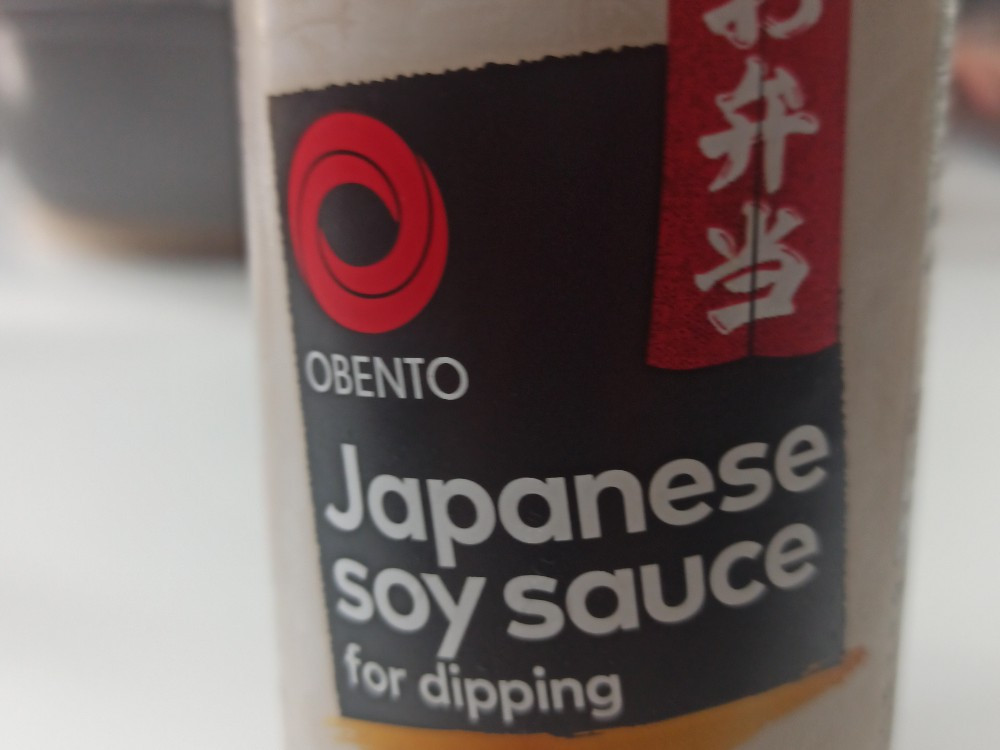 お弁当
OBENTO
Japanese
soy sauce
for dipping